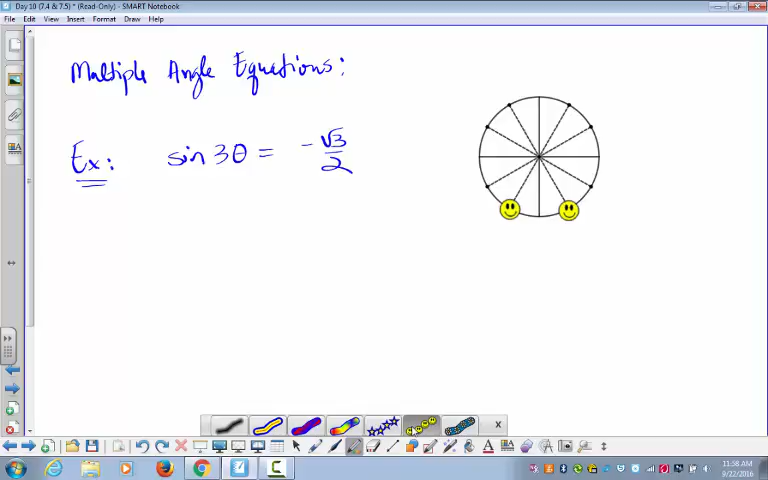 Day 10 (7.4 & 7.5) * (Read-Only) - SMART Notebook
File Edit View Insert Format Draw Help
Multiple Angle Equations:
Ex: sin 3θ = -√3/2
11:58 AM
9/22/2016